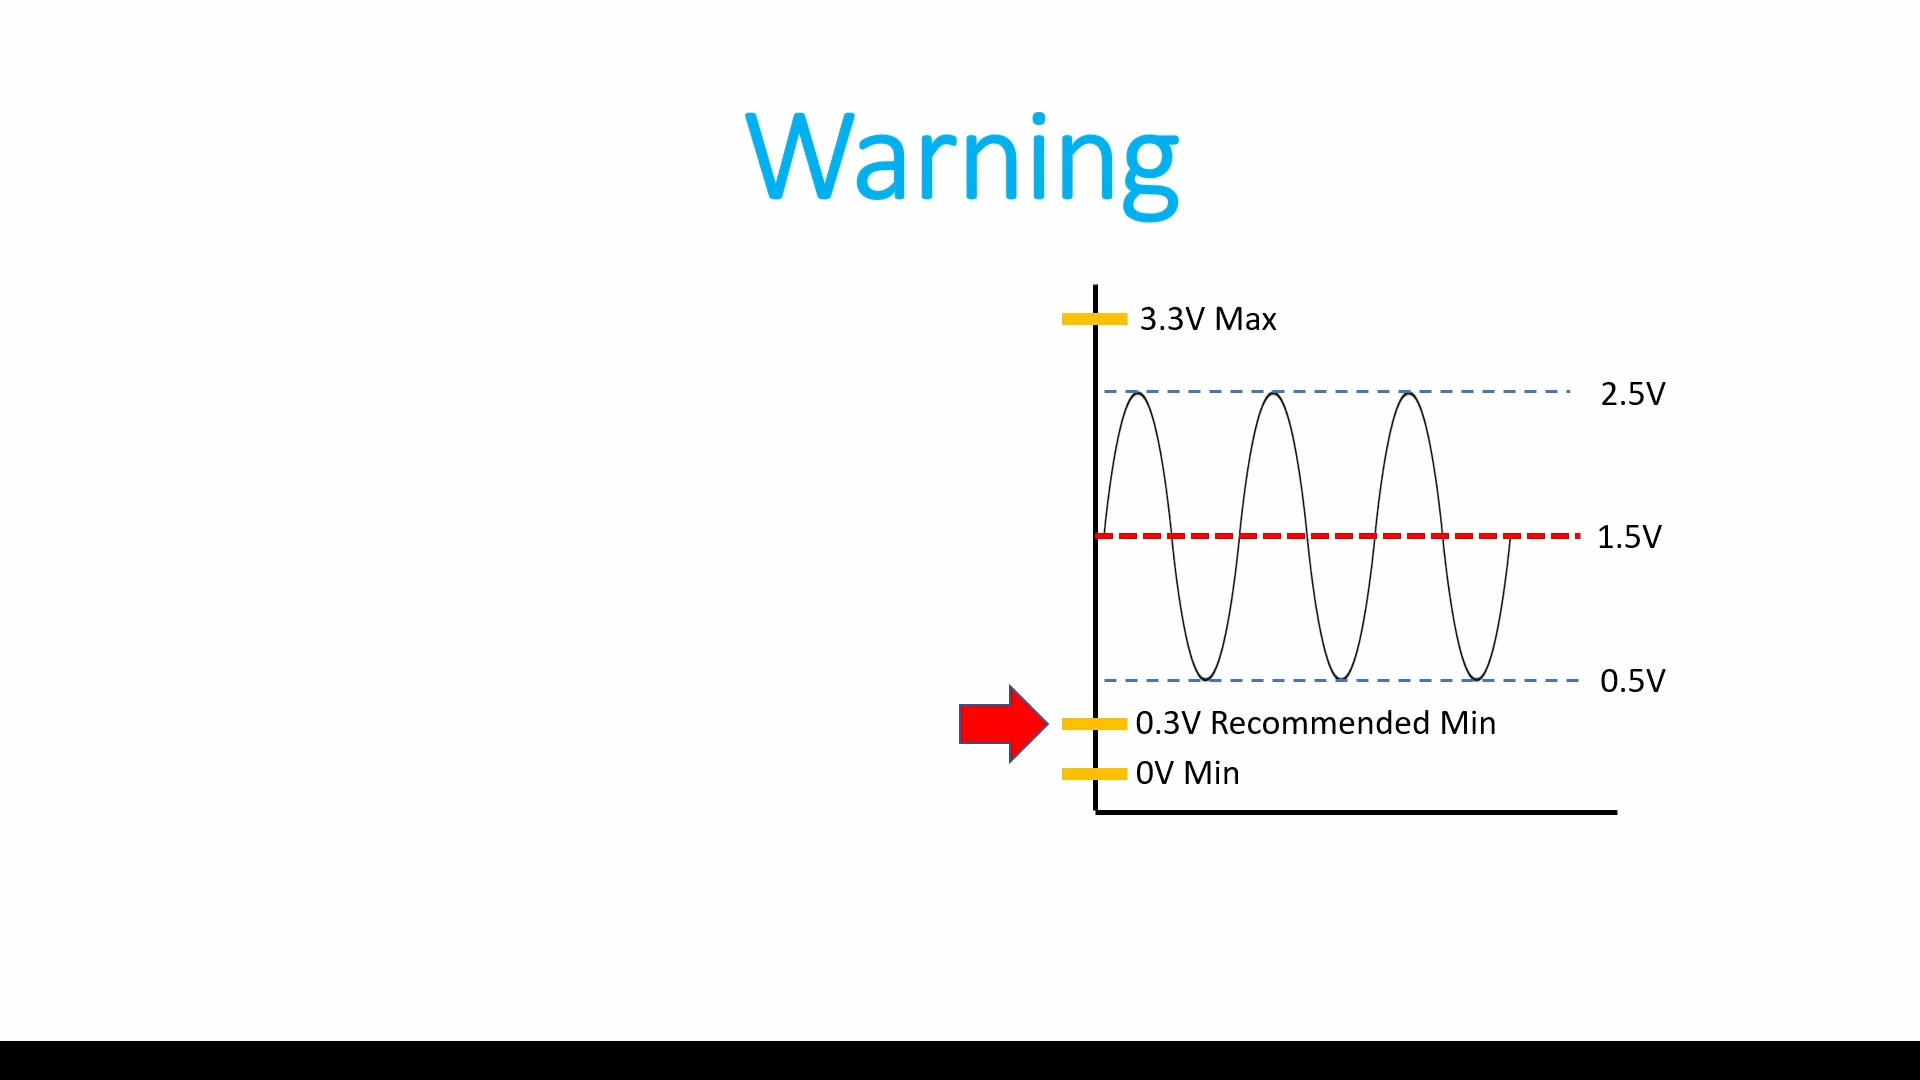 Warning
3.3V Max
2.5V
1.5V
0.5V
0.3V Recommended Min
0V Min